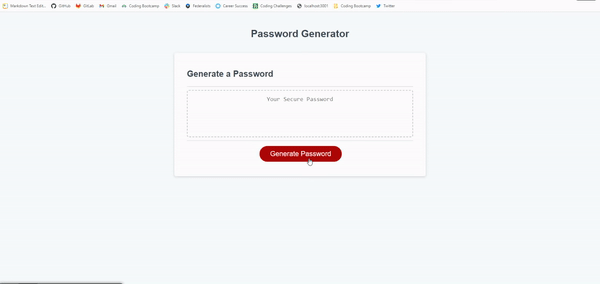 Markdown Text Edit... GitHub GitLab Gmail Coding Bootcamp Slack Federation Career Success Coding Challenges localhost:3001 Coding Bootcamp Twitter
Password Generator
Generate a Password
Your Secure Password
Generate Password